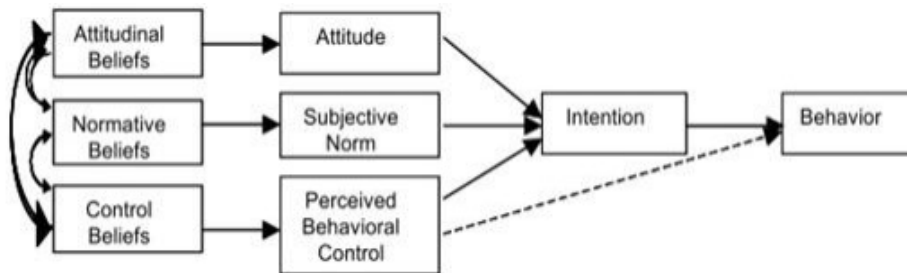 Attitudinal
Beliefs
Attitude
Normative
Beliefs
Subjective
Norm
Intention
Behavior
Control
Beliefs
Perceived
Behavioral
Control